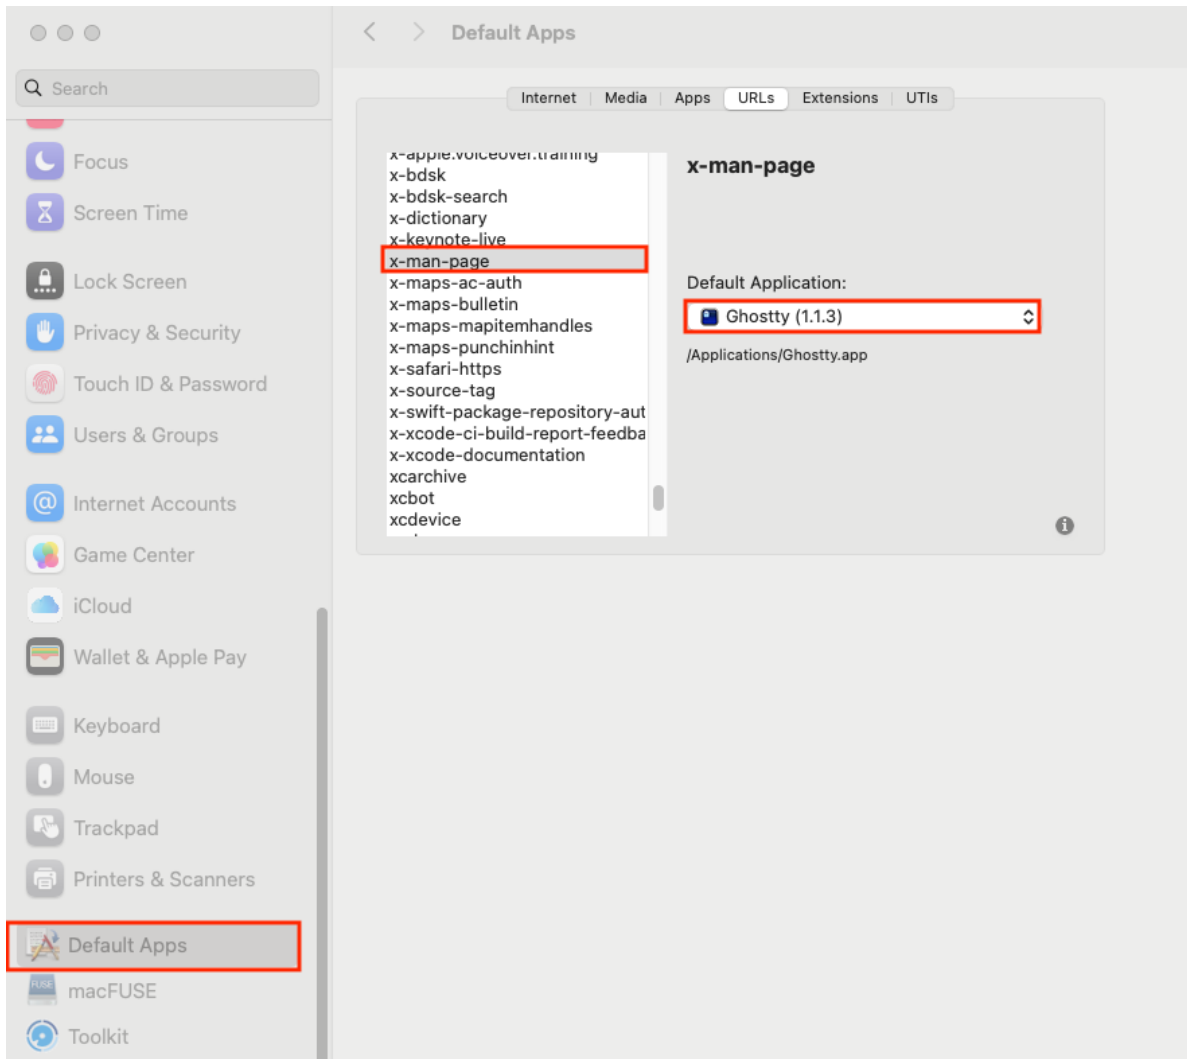 Default Apps
Search
Focus
Screen Time
Lock Screen
Privacy & Security
Touch ID & Password
Users & Groups
Internet Accounts
Game Center
iCloud
Wallet & Apple Pay
Keyboard
Mouse
Trackpad
Printers & Scanners
Default Apps
FUSE
macFUSE
Toolkit
Internet Media Apps URLs Extensions UTIs
x-apple.voiceover.training
x-bdsk
x-bdsk-search
x-dictionary
x-keynote-live
x-man-page
x-maps-ac-auth
x-maps-bulletin
x-maps-mapitemhandles
x-maps-punchinhint
x-safari-https
x-source-tag
x-swift-package-repository-aut
x-xcode-ci-build-report-feedba
x-xcode-documentation
xcarchive
xcbot
xcdevice
x-man-page
Default Application:
Ghostty (1.1.3)
/Applications/Ghostty.app